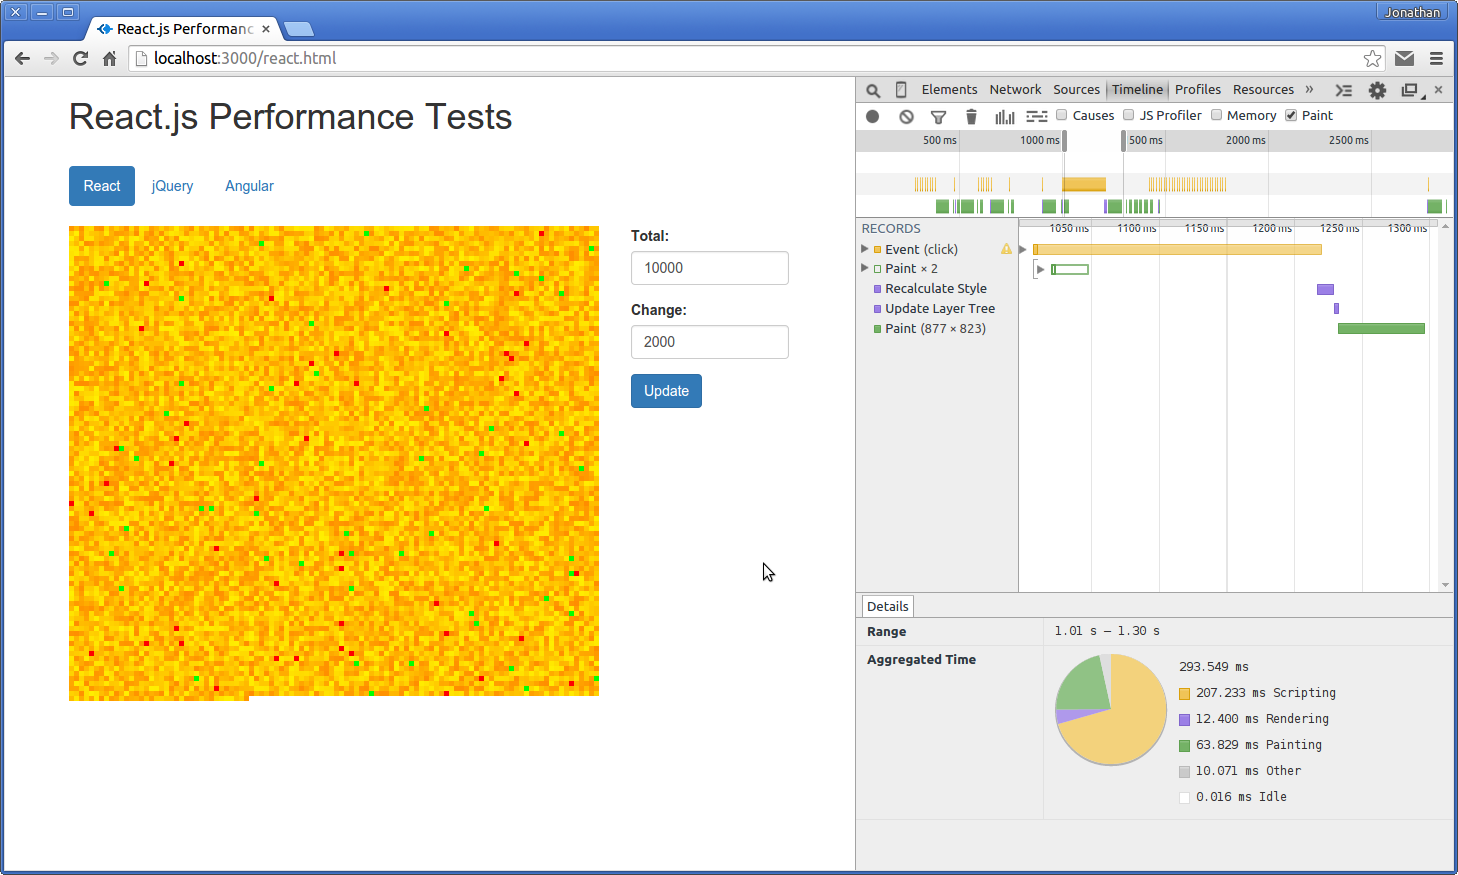 Jonathan
React.js Performanc
localhost:3000/react.html
React.js Performance Tests
React jQuery Angular
Total:
10000
Change:
2000
Update
Elements Network Sources Timeline Profiles Resources »
Causes JS Profiler Memory Paint
500 ms 1000 ms 500 ms 2000 ms 2500 ms
RECORDS 1050 ms 1100 ms 1150 ms 1200 ms 1250 ms 1300 ms
Event (click)
Paint × 2
Recalculate Style
Update Layer Tree
Paint (877 × 823)
Details
Range 1.01 s – 1.30 s
Aggregated Time
293.549 ms
207.233 ms Scripting
12.400 ms Rendering
63.829 ms Painting
10.071 ms Other
0.016 ms Idle